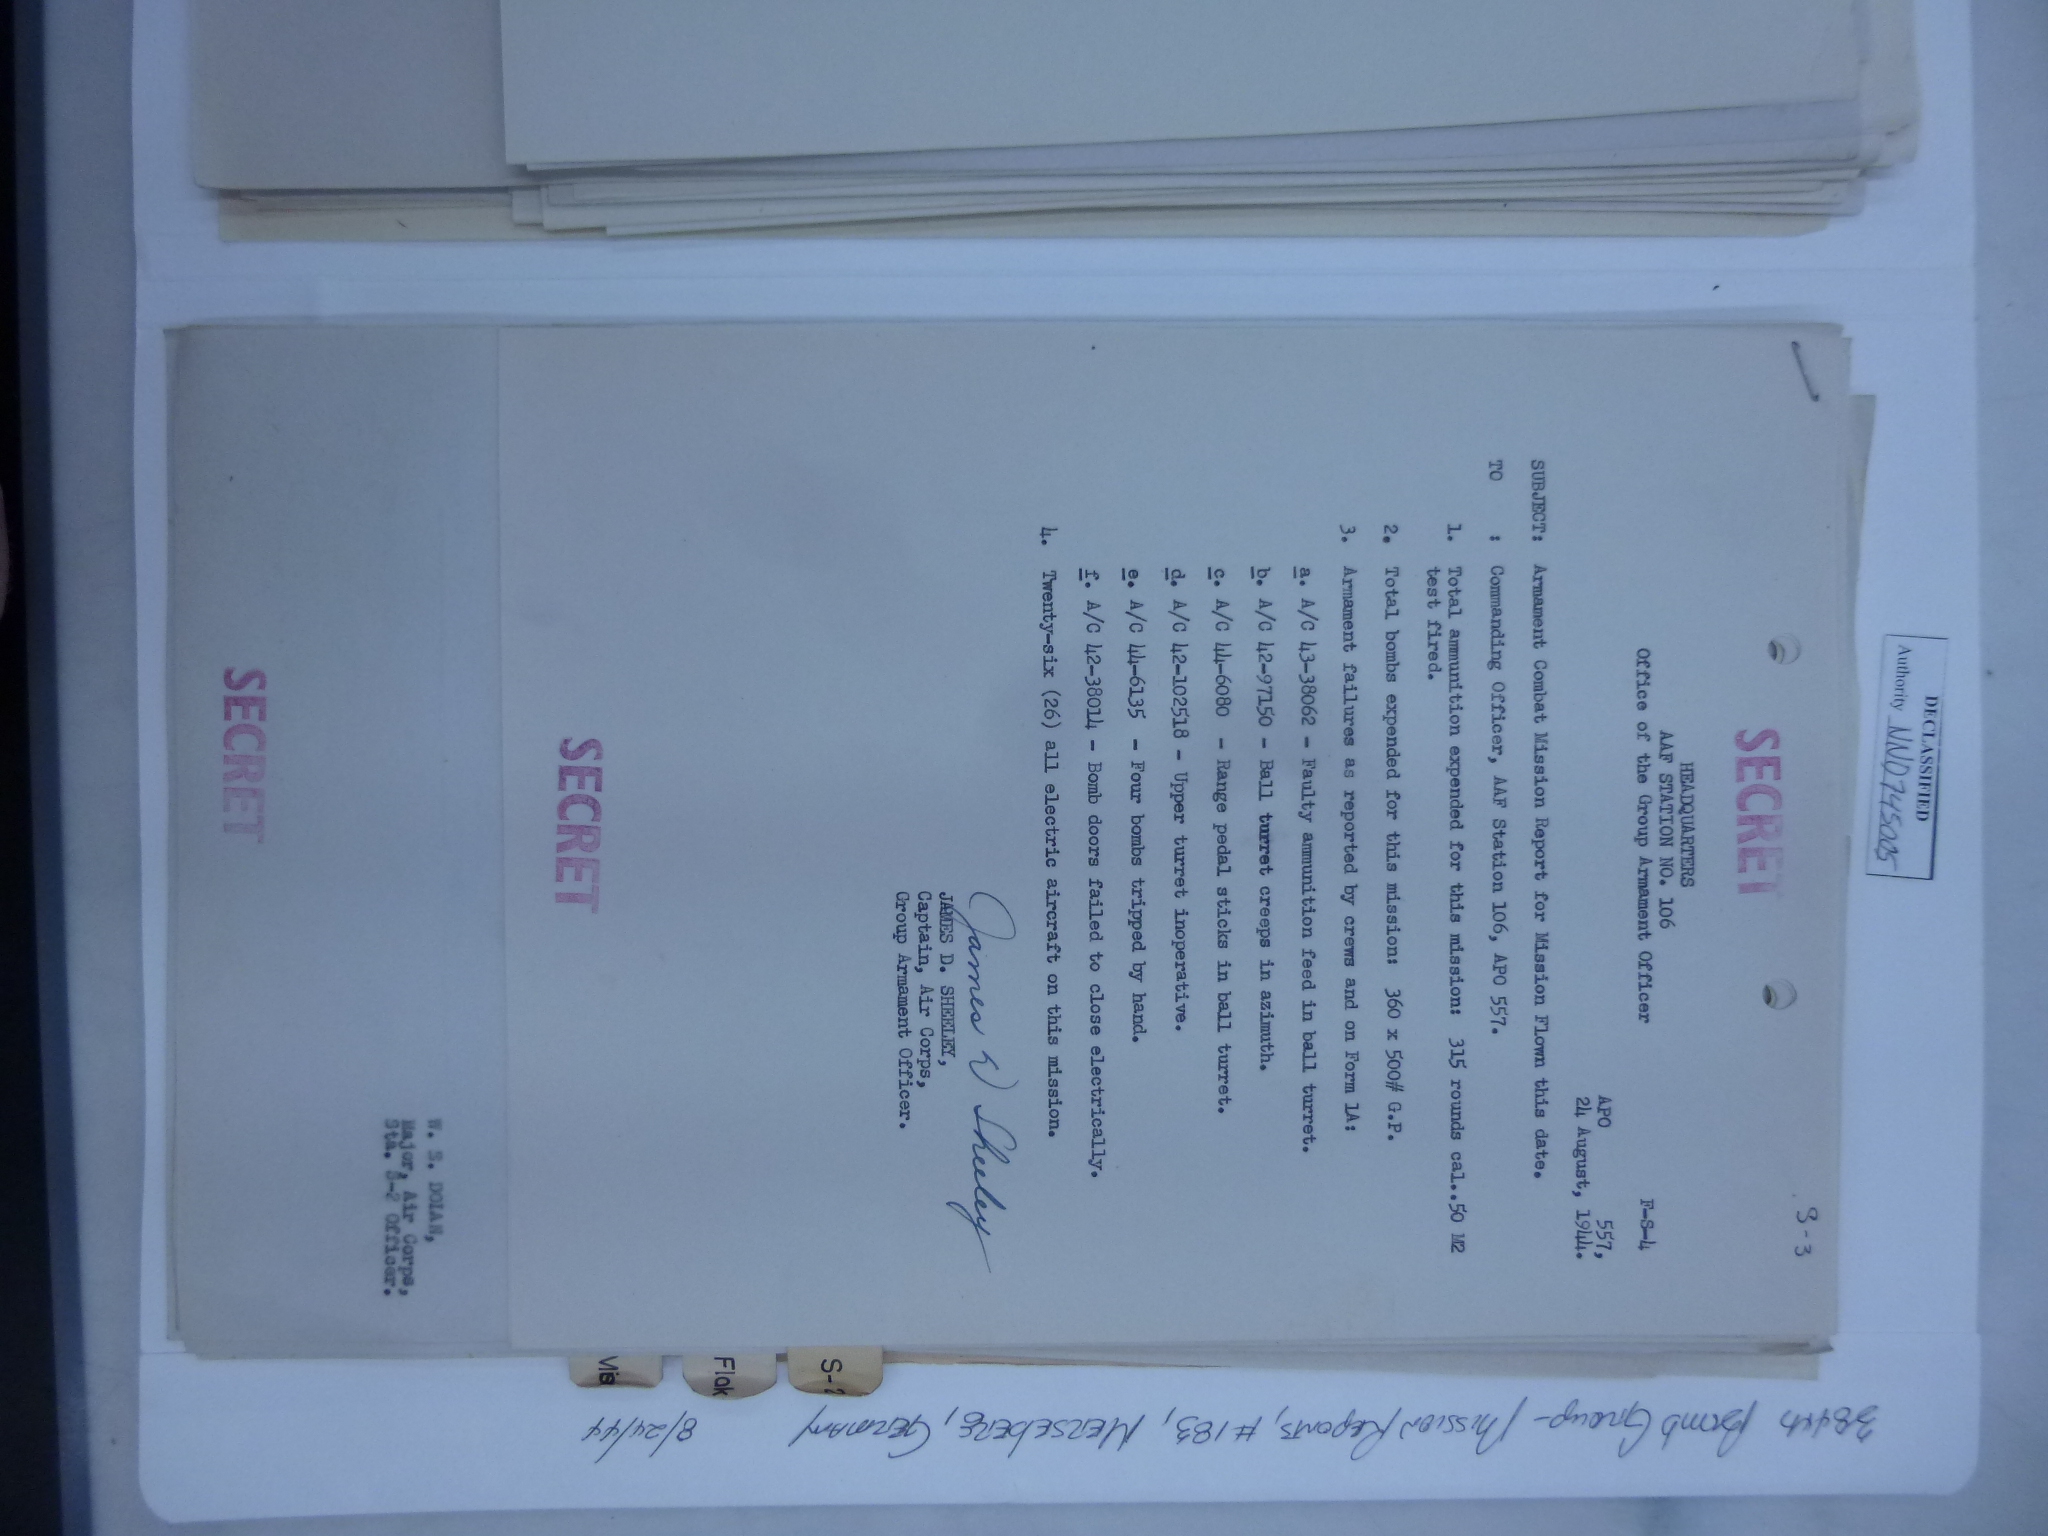 DECLASSIFIED
Authority NND745005
S-3
SECRET
HEADQUARTERS
AAF STATION NO. 106
Office of the Group Armament Officer
F-S-4
APO 557,
24 August, 1944.
SUBJECT: Armament Combat Mission Report for Mission Flown this date.
TO : Commanding Officer, AAF Station 106, APO 557.
1. Total ammunition expended for this mission: 315 rounds cal..50 M2
test fired.
2. Total bombs expended for this mission: 360 x 500# G.P.
3. Armament failures as reported by crews and on Form 1A:
a. A/C 43-38062 - Faulty ammunition feed in ball turret.
b. A/C 42-97150 - Ball turret creeps in azimuth.
c. A/C 44-6080 - Range pedal sticks in ball turret.
d. A/C 42-102518 - Upper turret inoperative.
e. A/C 44-6135 - Four bombs tripped by hand.
f. A/C 42-38014 - Bomb doors failed to close electrically.
4. Twenty-six (26) all electric aircraft on this mission.
James D Sheeley
JAMES D. SHEELEY,
Captain, Air Corps,
Group Armament Officer.
SECRET
W. S. DOLAN,
Major, Air Corps,
Sta. S-2 Officer.
SECRET
S-2
Flak
Mis
384th Bomb Group - Mission Reports, #183, Merseberg, Germany
8/24/44